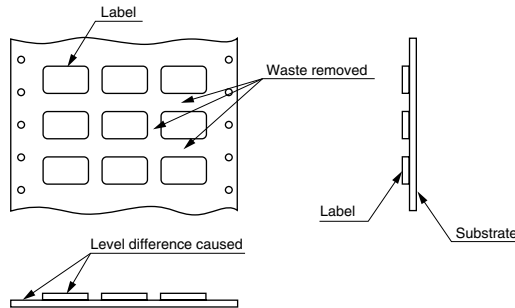 Label
Waste removed
Label
Substrate
Level difference caused